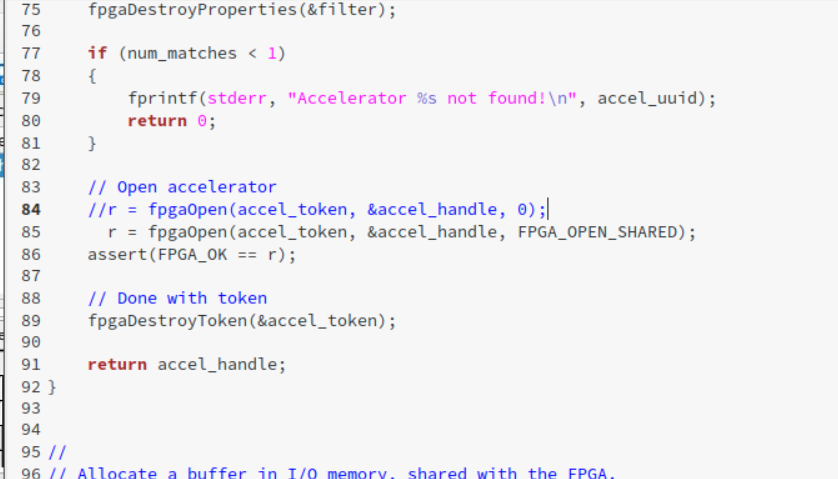 75 fpgaDestroyProperties(&filter);
76
77 if (num_matches < 1)
78 {
79 fprintf(stderr, "Accelerator %s not found!\n", accel_uuid);
80 return 0;
81 }
82
83 // Open accelerator
84 //r = fpgaOpen(accel_token, &accel_handle, 0);
85 r = fpgaOpen(accel_token, &accel_handle, FPGA_OPEN_SHARED);
86 assert(FPGA_OK == r);
87
88 // Done with token
89 fpgaDestroyToken(&accel_token);
90
91 return accel_handle;
92 }
93
94
95 //
96 // Allocate a buffer in I/O memory, shared with the FPGA.